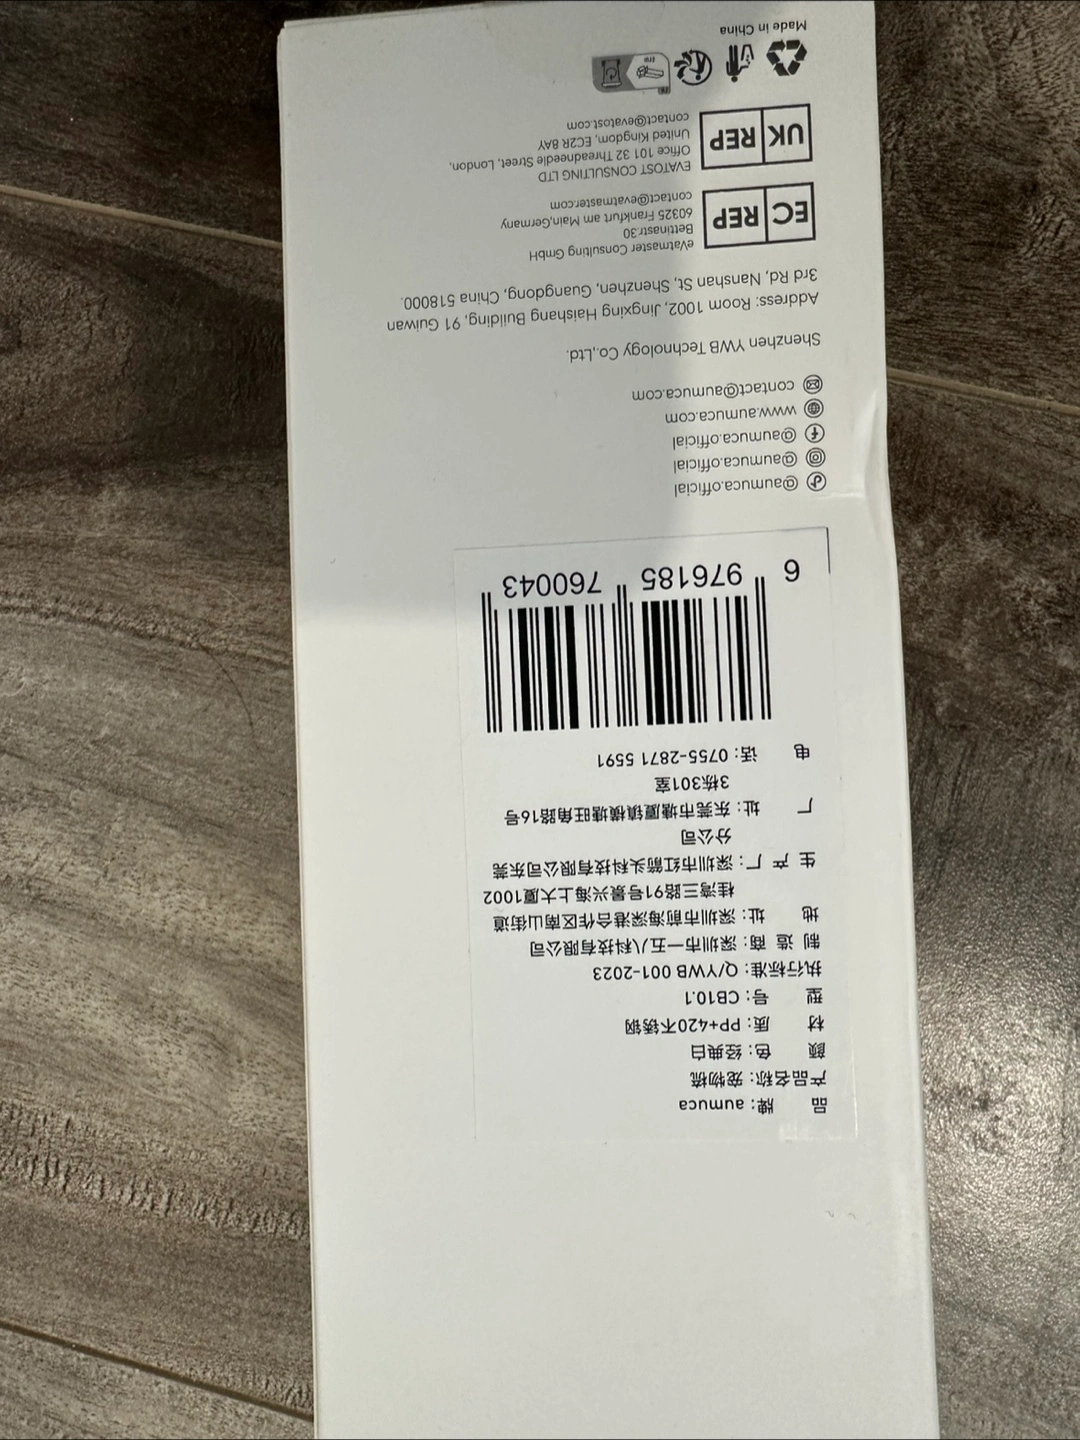 品 牌：aumuca
产品名称：宠物梳
颜 色：经典白
材 质：PP+420不锈钢
型 号：CB10.1
执行标准：Q/YWB 001-2023
制 造 商：深圳市一五八科技有限公司
地 址：深圳市前海深港合作区南山街道
桂湾三路91号景兴海上大厦1002
生 产 厂：深圳市红箭头科技有限公司东莞
分公司
厂 址：东莞市塘厦镇横塘旺角路16号
3栋301室
电 话：0755-2871 5591
6 976185 760043
@aumuca.official
@aumuca.official
@aumuca.official
www.aumuca.com
contact@aumuca.com
Shenzhen YWB Technology Co.,Ltd.
Address: Room 1002, Jingxing Haishang Building, 91 Guiwan
3rd Rd, Nanshan St, Shenzhen, Guangdong, China 518000.
EC REP
eVatmaster Consulting GmbH
Bettinastr.30
60325 Frankfurt am Main,Germany
contact@evatmaster.com
UK REP
EVATOST CONSULTING LTD
Office 101 32 Threadneedle Street, London,
United Kingdom, EC2R 8AY
contact@evatost.com
Made in China